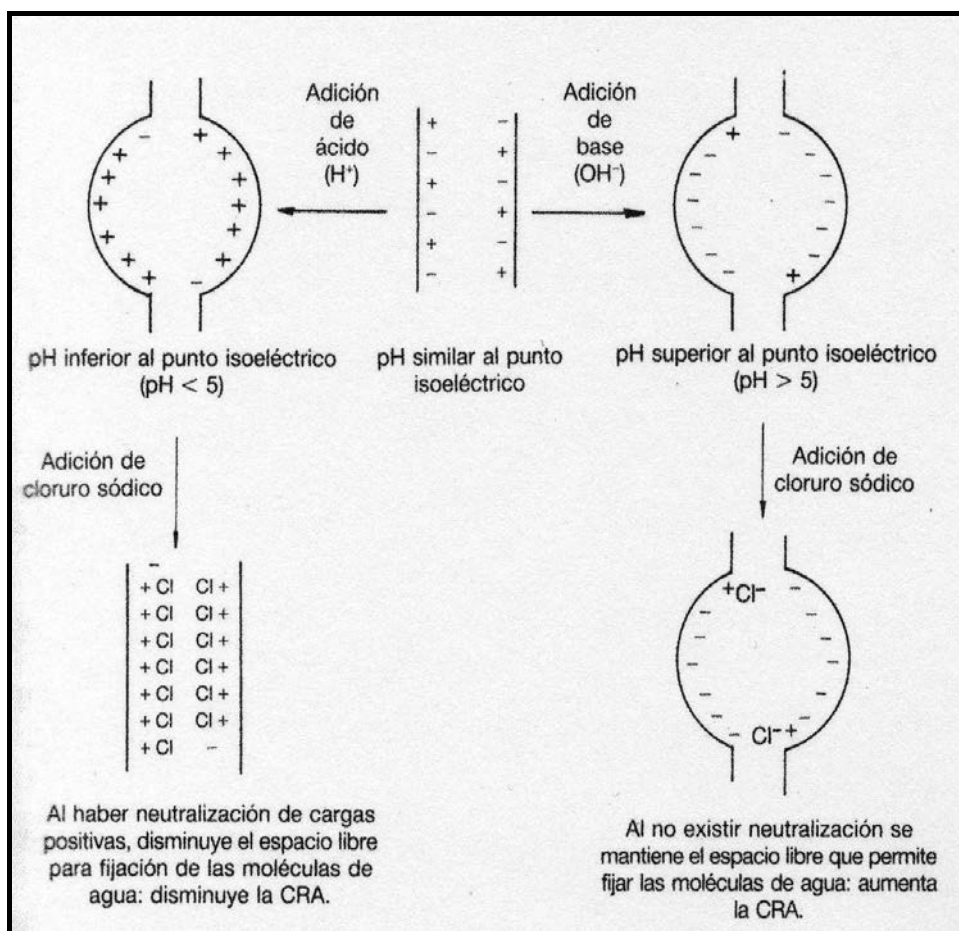 Adición
de
ácido
(H⁺)
Adición
de
base
(OH⁻)
- +
+ +
+ +
+ +
+ +
+ +
+ -
+ -
- +
+ -
- +
+ -
- +
+ -
- -
- -
- -
- -
- -
- +
pH inferior al punto isoeléctrico
(pH < 5)
pH similar al punto
isoeléctrico
pH superior al punto isoeléctrico
(pH > 5)
Adición de
cloruro sódico
Adición de
cloruro sódico
-
+ Cl Cl +
+ Cl Cl +
+ Cl Cl +
+ Cl Cl +
+ Cl Cl +
+ Cl Cl +
+ Cl -
+Cl⁻ -
- -
- -
- -
- -
- -
- Cl⁻ +
Al haber neutralización de cargas
positivas, disminuye el espacio libre
para fijación de las moléculas de
agua: disminuye la CRA.
Al no existir neutralización se
mantiene el espacio libre que permite
fijar las moléculas de agua: aumenta
la CRA.